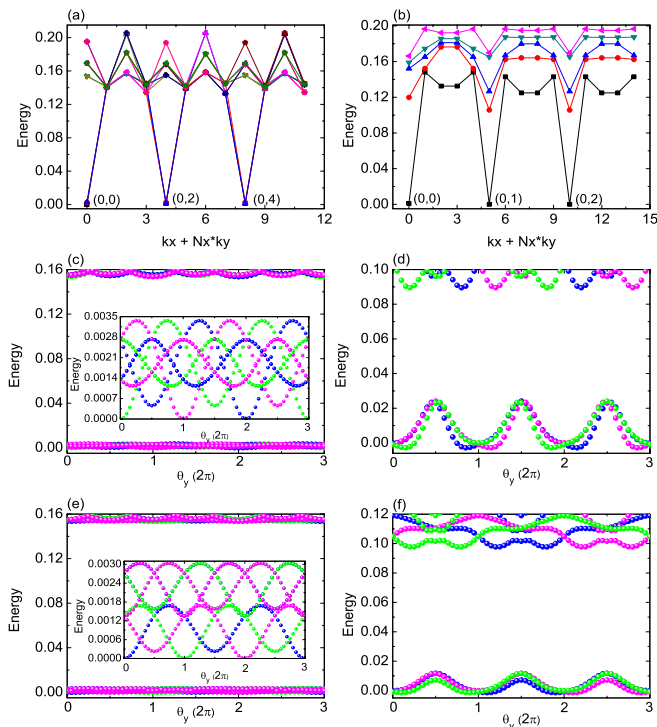 (a)
(b)
Energy
0.20
0.16
0.12
0.08
0.04
0.00
(0,0)
(0,2)
(0,4)
0 3 6 9 12
kx + Nx*ky
Energy
0.20
0.16
0.12
0.08
0.04
0.00
(0,0)
(0,1)
(0,2)
0 3 6 9 12 15
kx + Nx*ky
(c)
Energy
0.16
0.12
0.08
0.04
0.00
0 1 2 3
θy (2π)
Energy
0.0035
0.0028
0.0021
0.0014
0.0007
0.0000
0 1 2 3
θy (2π)
(d)
Energy
0.10
0.08
0.06
0.04
0.02
0.00
0 1 2 3
θy (2π)
(e)
Energy
0.16
0.12
0.08
0.04
0.00
0 1 2 3
θy (2π)
Energy
0.0030
0.0024
0.0018
0.0012
0.0006
0.0000
0 1 2 3
θy (2π)
(f)
Energy
0.12
0.10
0.08
0.06
0.04
0.02
0.00
0 1 2 3
θy (2π)